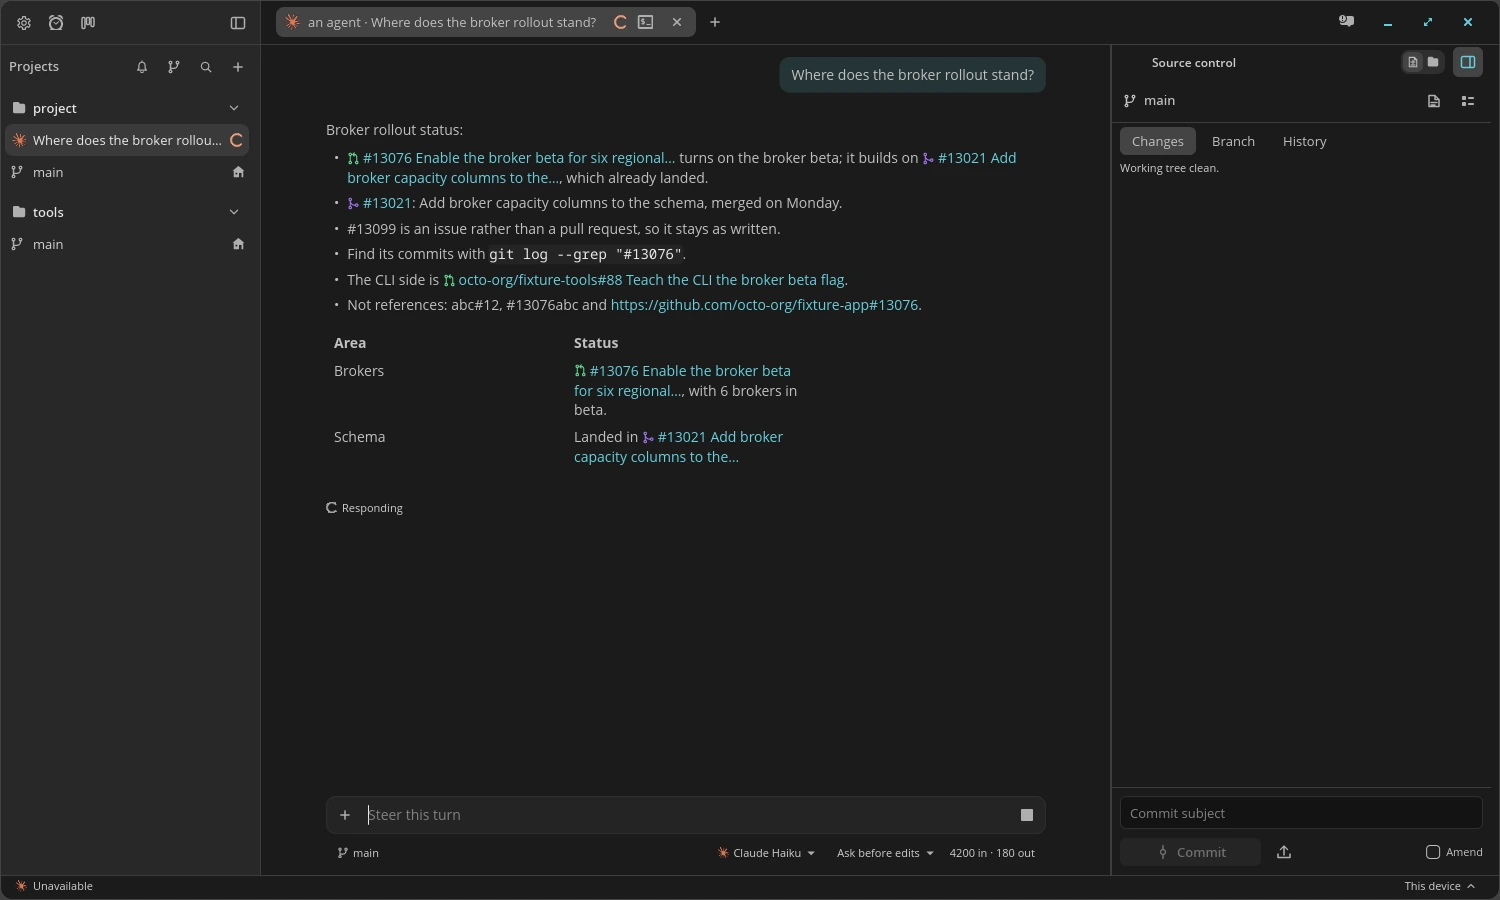 an agent · Where does the broker rollout stand?
Projects
project
Where does the broker rollou...
main
tools
main
Where does the broker rollout stand?
Broker rollout status:
• #13076 Enable the broker beta for six regional... turns on the broker beta; it builds on #13021 Add
broker capacity columns to the..., which already landed.
• #13021: Add broker capacity columns to the schema, merged on Monday.
• #13099 is an issue rather than a pull request, so it stays as written.
• Find its commits with git log --grep "#13076".
• The CLI side is octo-org/fixture-tools#88 Teach the CLI the broker beta flag.
• Not references: abc#12, #13076abc and https://github.com/octo-org/fixture-app#13076.
Area Status
Brokers #13076 Enable the broker beta
for six regional..., with 6 brokers in
beta.
Schema Landed in #13021 Add broker
capacity columns to the...
Responding
Steer this turn
main Claude Haiku Ask before edits 4200 in · 180 out
Source control
main
Changes Branch History
Working tree clean.
Commit subject
Commit Amend
Unavailable This device